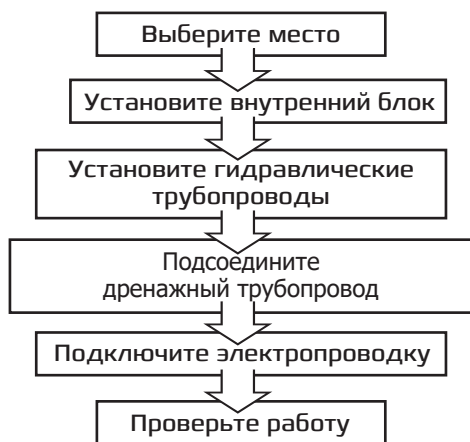 Выберите место
Установите внутренний блок
Установите гидравлические
трубопроводы
Подсоедините
дренажный трубопровод
Подключите электропроводку
Проверьте работу